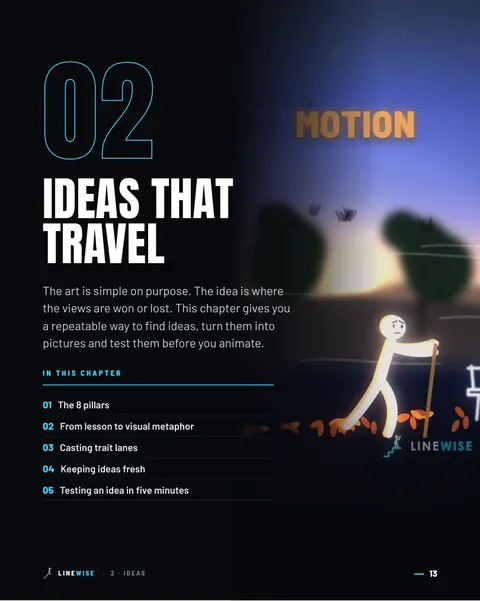 02
MOTION
IDEAS THAT
TRAVEL
The art is simple on purpose. The idea is where
the views are won or lost. This chapter gives you
a repeatable way to find ideas, turn them into
pictures and test them before you animate.
IN THIS CHAPTER
01 The 8 pillars
02 From lesson to visual metaphor
03 Casting trait lanes
04 Keeping ideas fresh
05 Testing an idea in five minutes
LINEWISE
LINEWISE 2 - IDEAS
13